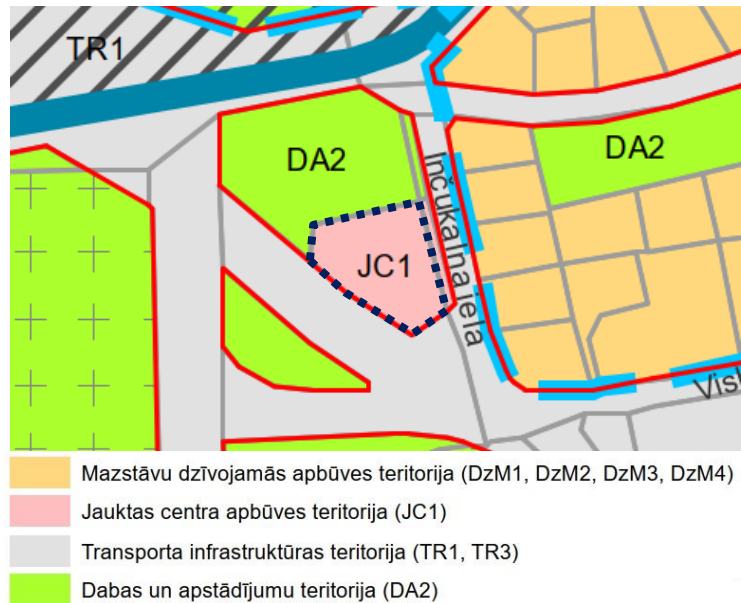 TR1
DA2
DA2
Inčukalna iela
JC1
Mazstāvu dzīvojamās apbūves teritorija (DzM1, DzM2, DzM3, DzM4)
Jauktas centra apbūves teritorija (JC1)
Transporta infrastruktūras teritorija (TR1, TR3)
Dabas un apstādījumu teritorija (DA2)